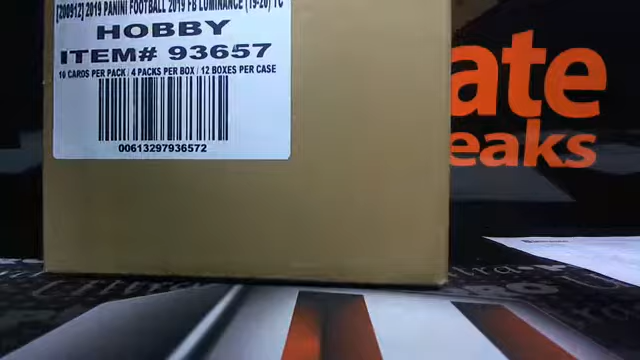 [200912] 2019 PANINI FOOTBALL 2019 FB LUMINANCE (19-20) TC
HOBBY
ITEM# 93657
10 CARDS PER PACK / 4 PACKS PER BOX / 12 BOXES PER CASE
00613297936572
ate
eaks